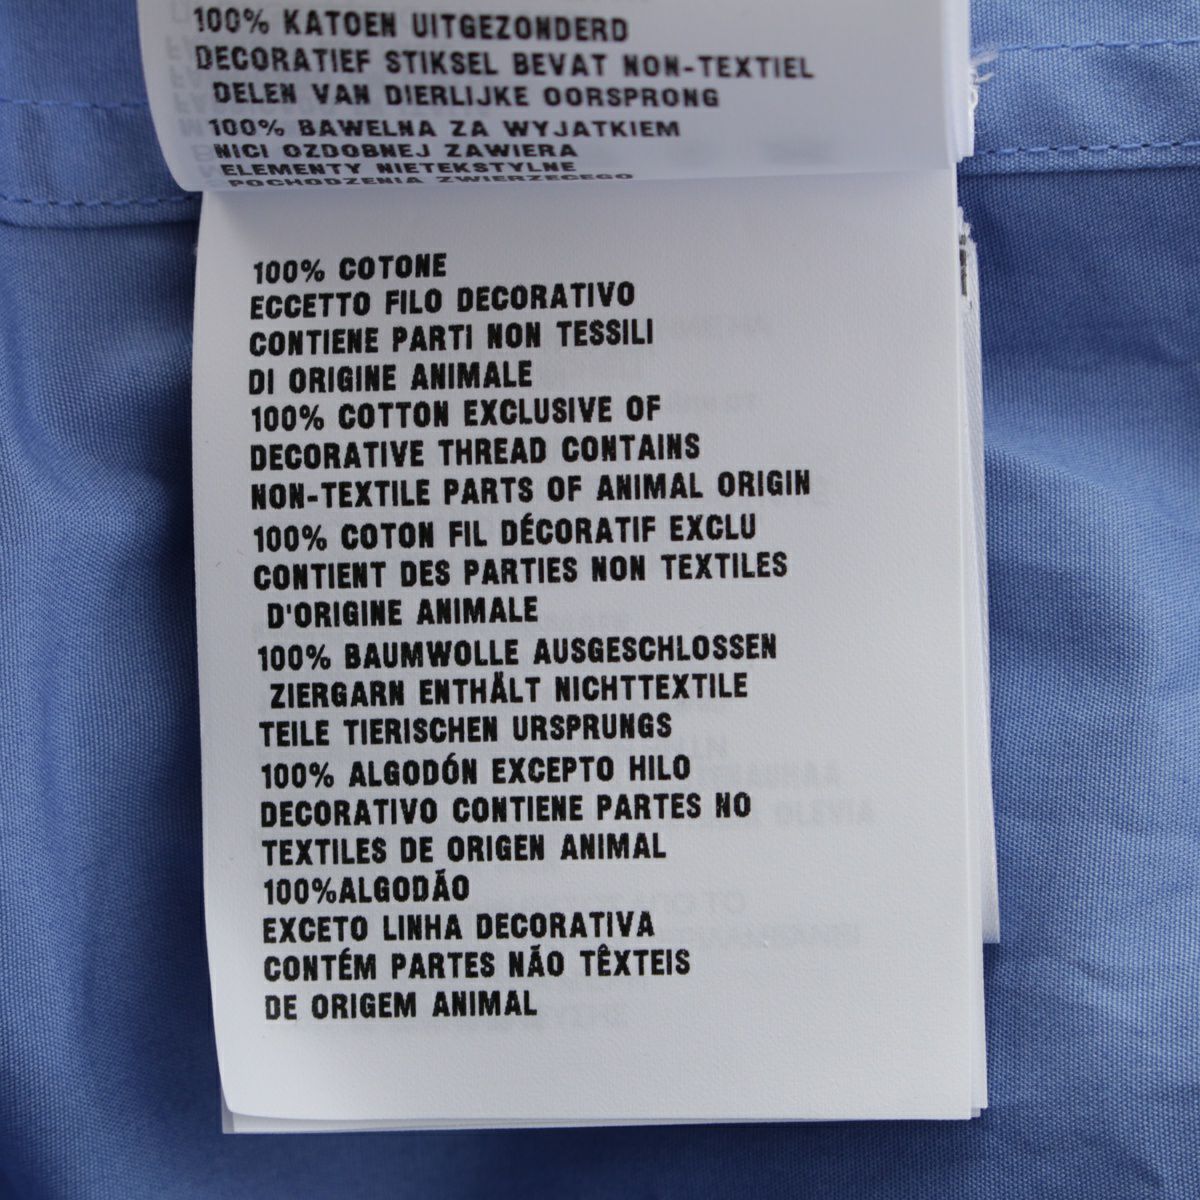 100% KATOEN UITGEZONDERD
DECORATIEF STIKSEL BEVAT NON-TEXTIEL
DELEN VAN DIERLIJKE OORSPRONG
100% BAWELNA ZA WYJATKIEM
NICI OZDOBNEJ ZAWIERA
ELEMENTY NIETEKSTYLNE
POCHODZENIA ZWIERZECEGO
100% COTONE
ECCETTO FILO DECORATIVO
CONTIENE PARTI NON TESSILI
DI ORIGINE ANIMALE
100% COTTON EXCLUSIVE OF
DECORATIVE THREAD CONTAINS
NON-TEXTILE PARTS OF ANIMAL ORIGIN
100% COTON FIL DÉCORATIF EXCLU
CONTIENT DES PARTIES NON TEXTILES
D'ORIGINE ANIMALE
100% BAUMWOLLE AUSGESCHLOSSEN
ZIERGARN ENTHÄLT NICHTTEXTILE
TEILE TIERISCHEN URSPRUNGS
100% ALGODÓN EXCEPTO HILO
DECORATIVO CONTIENE PARTES NO
TEXTILES DE ORIGEN ANIMAL
100%ALGODÃO
EXCETO LINHA DECORATIVA
CONTÉM PARTES NÃO TÊXTEIS
DE ORIGEM ANIMAL